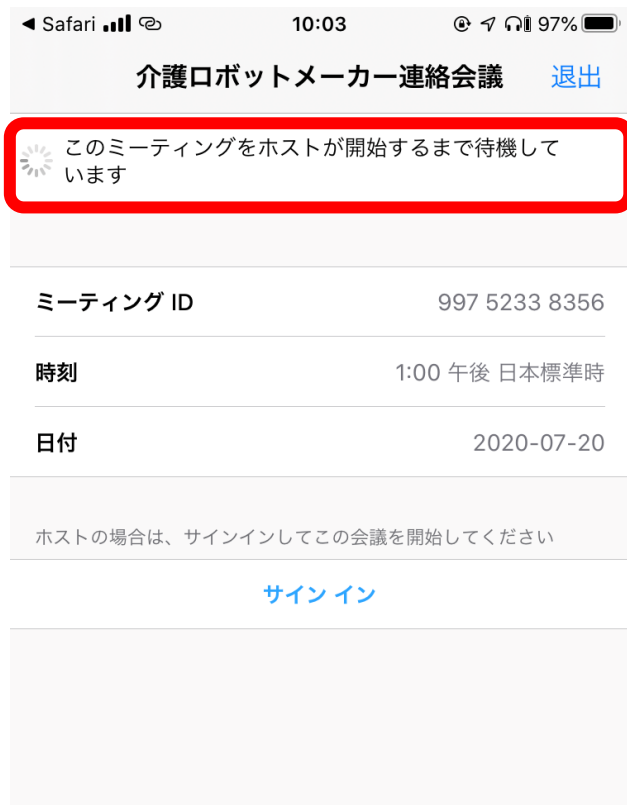 ◀ Safari 10:03 97%
介護ロボットメーカー連絡会議 退出
このミーティングをホストが開始するまで待機して
います
ミーティング ID 997 5233 8356
時刻 1:00 午後 日本標準時
日付 2020-07-20
ホストの場合は、サインインしてこの会議を開始してください
サイン イン